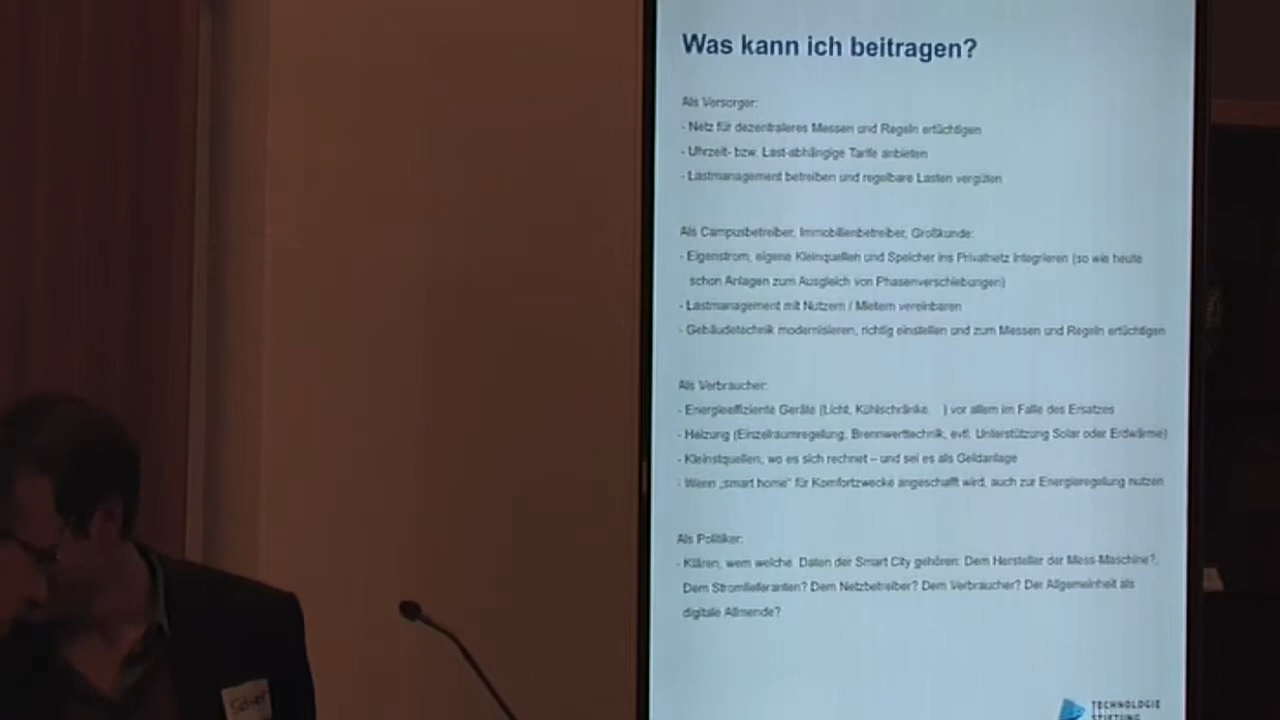 Was kann ich beitragen?
Als Versorger:
- Netz für dezentraleres Messen und Regeln ertüchtigen
- Uhrzeit- bzw. Last-abhängige Tarife anbieten
- Lastmanagement betreiben und regelbare Lasten vergüten
Als Campusbetreiber, Immobilienbetreiber, Großkunde:
- Eigenstrom, eigene Kleinquellen und Speicher ins Privatnetz integrieren (so wie heute
schon Anlagen zum Ausgleich von Phasenverschiebungen)
- Lastmanagement mit Nutzern / Mietern vereinbaren
- Gebäudetechnik modernisieren, richtig einstellen und zum Messen und Regeln ertüchtigen
Als Verbraucher:
- Energieeffiziente Geräte (Licht, Kühlschränke, ) vor allem im Falle des Ersatzes
- Heizung (Einzelraumregelung, Brennwerttechnik, evtl. Unterstützung Solar oder Erdwärme)
- Kleinstquellen, wo es sich rechnet – und sei es als Geldanlage
- Wenn „smart home" für Komfortzwecke angeschafft wird, auch zur Energieregelung nutzen
Als Politiker:
- Klären, wem welche Daten der Smart City gehören: Dem Hersteller der Mess-Maschine?,
Dem Stromlieferanten? Dem Netzbetreiber? Dem Verbraucher? Der Allgemeinheit als
digitale Allmende?
TECHNOLOGIE
STIFTUNG